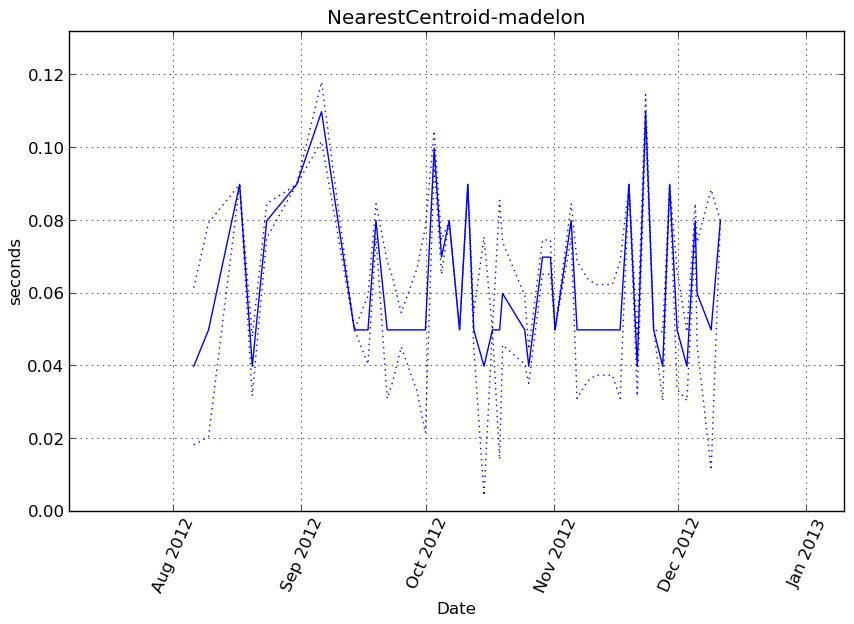 NearestCentroid-madelon
0.12
0.10
0.08
0.06
0.04
0.02
0.00
seconds
Aug 2012
Sep 2012
Oct 2012
Nov 2012
Dec 2012
Jan 2013
Date